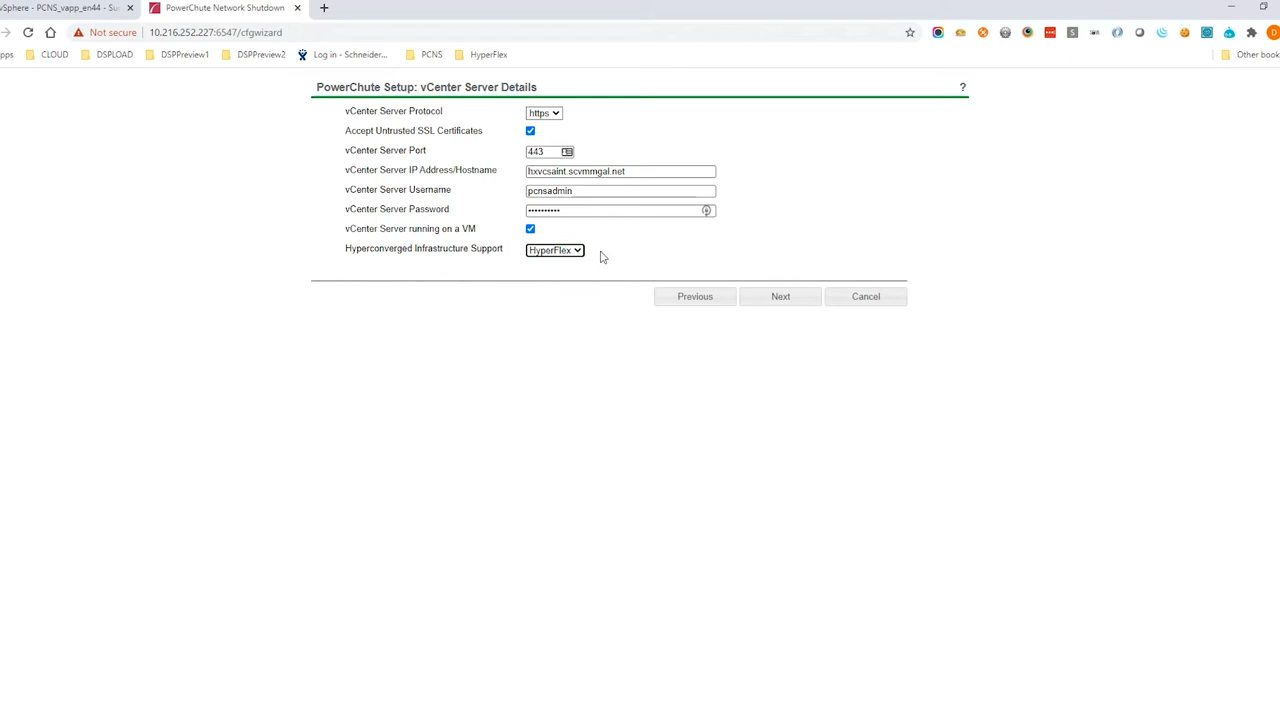 vSphere - PCNS_vapp_en44 - Su
PowerChute Network Shutdown
Not secure
10.216.252.227:6547/cfgwizard
pps
CLOUD
DSPLOAD
DSPPreview1
Log in - Schneider...
DSPPreview2
PCNS
HyperFlex
Other book
PowerChute Setup: vCenter Server Details
?
vCenter Server Protocol
https
Accept Untrusted SSL Certificates
vCenter Server Port
443
vCenter Server IP Address/Hostname
hxvcsaint.scvmmgal.net
vCenter Server Username
pcnsadmin
vCenter Server Password
••••••••••
vCenter Server running on a VM
Hyperconverged Infrastructure Support
HyperFlex
Previous
Next
Cancel